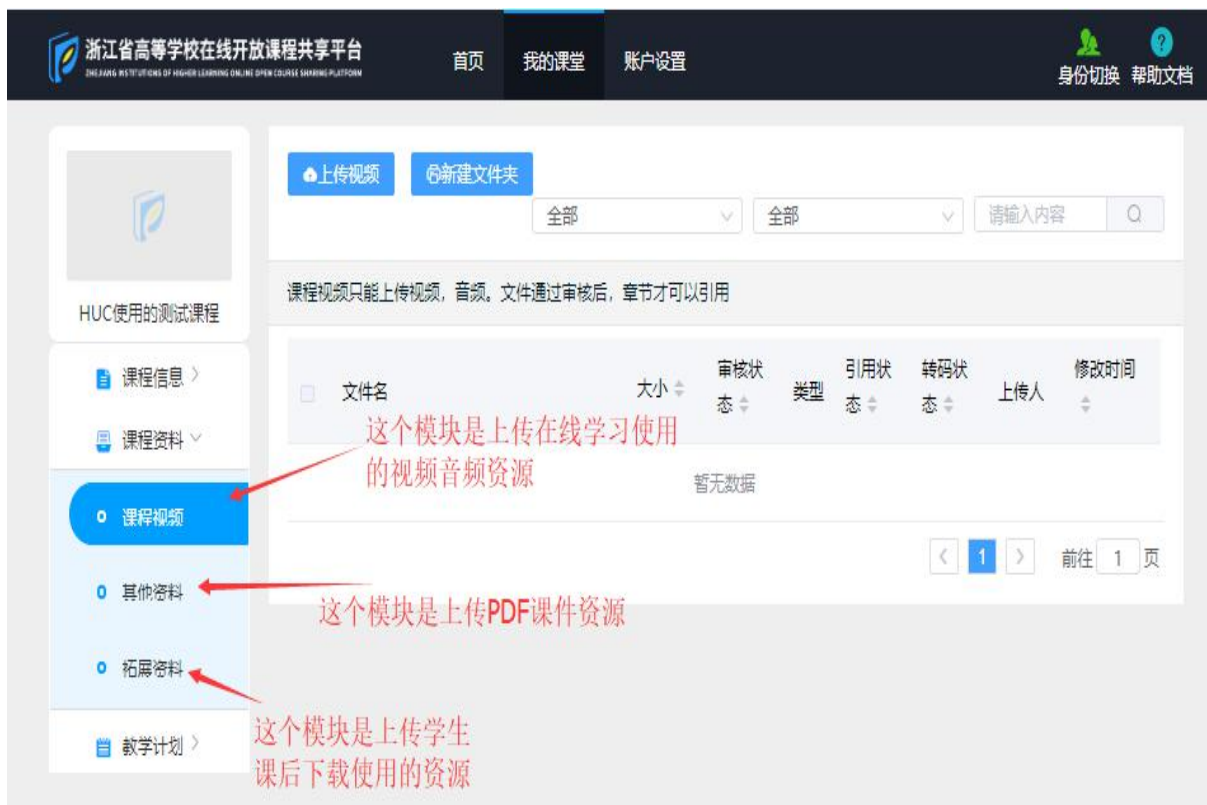 浙江省高等学校在线开放课程共享平台
ZHEJIANG INSTITUTIONS OF HIGHER LEARNING ONLINE OPEN COURSE SHARING PLATFORM
首页 我的课堂 账户设置
身份切换 帮助文档
上传视频 新建文件夹
全部 全部 请输入内容
课程视频只能上传视频，音频。文件通过审核后，章节才可以引用
HUC使用的测试课程
课程信息
课程资料
课程视频
其他资料
拓展资料
教学计划
文件名 大小 审核状态 类型 引用状态 转码状态 上传人 修改时间
这个模块是上传在线学习使用
的视频音频资源
暂无数据
1 前往 1 页
这个模块是上传PDF课件资源
这个模块是上传学生
课后下载使用的资源